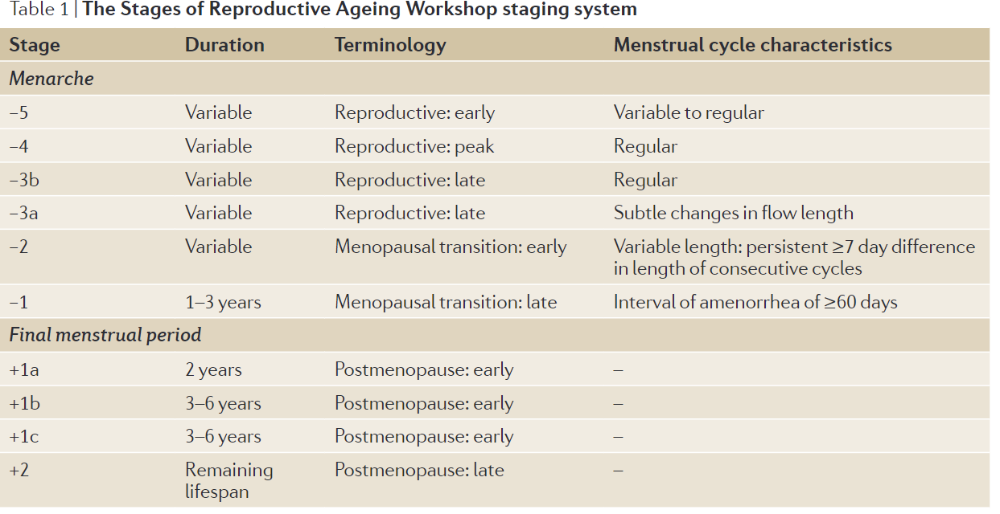 Table 1 | The Stages of Reproductive Ageing Workshop staging system
Stage Duration Terminology Menstrual cycle characteristics
Menarche
–5 Variable Reproductive: early Variable to regular
–4 Variable Reproductive: peak Regular
–3b Variable Reproductive: late Regular
–3a Variable Reproductive: late Subtle changes in flow length
–2 Variable Menopausal transition: early Variable length: persistent ≥7 day difference
in length of consecutive cycles
–1 1–3 years Menopausal transition: late Interval of amenorrhea of ≥60 days
Final menstrual period
+1a 2 years Postmenopause: early –
+1b 3–6 years Postmenopause: early –
+1c 3–6 years Postmenopause: early –
+2 Remaining Postmenopause: late –
lifespan